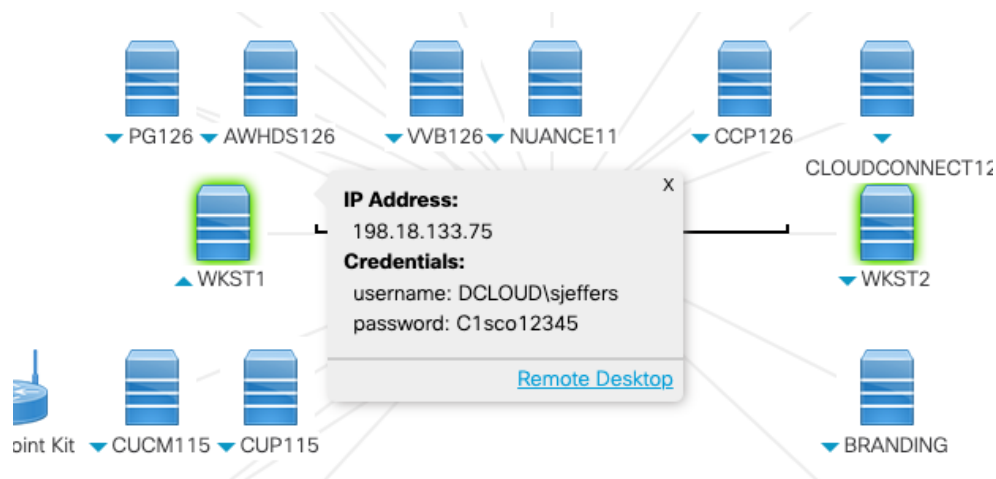 PG126
AWHDS126
VVB126
NUANCE11
CCP126
CLOUDCONNECT12
X
IP Address:
198.18.133.75
Credentials:
username: DCLOUD\sjeffers
password: C1sco12345
Remote Desktop
WKST1
WKST2
oint Kit
CUCM115
CUP115
BRANDING